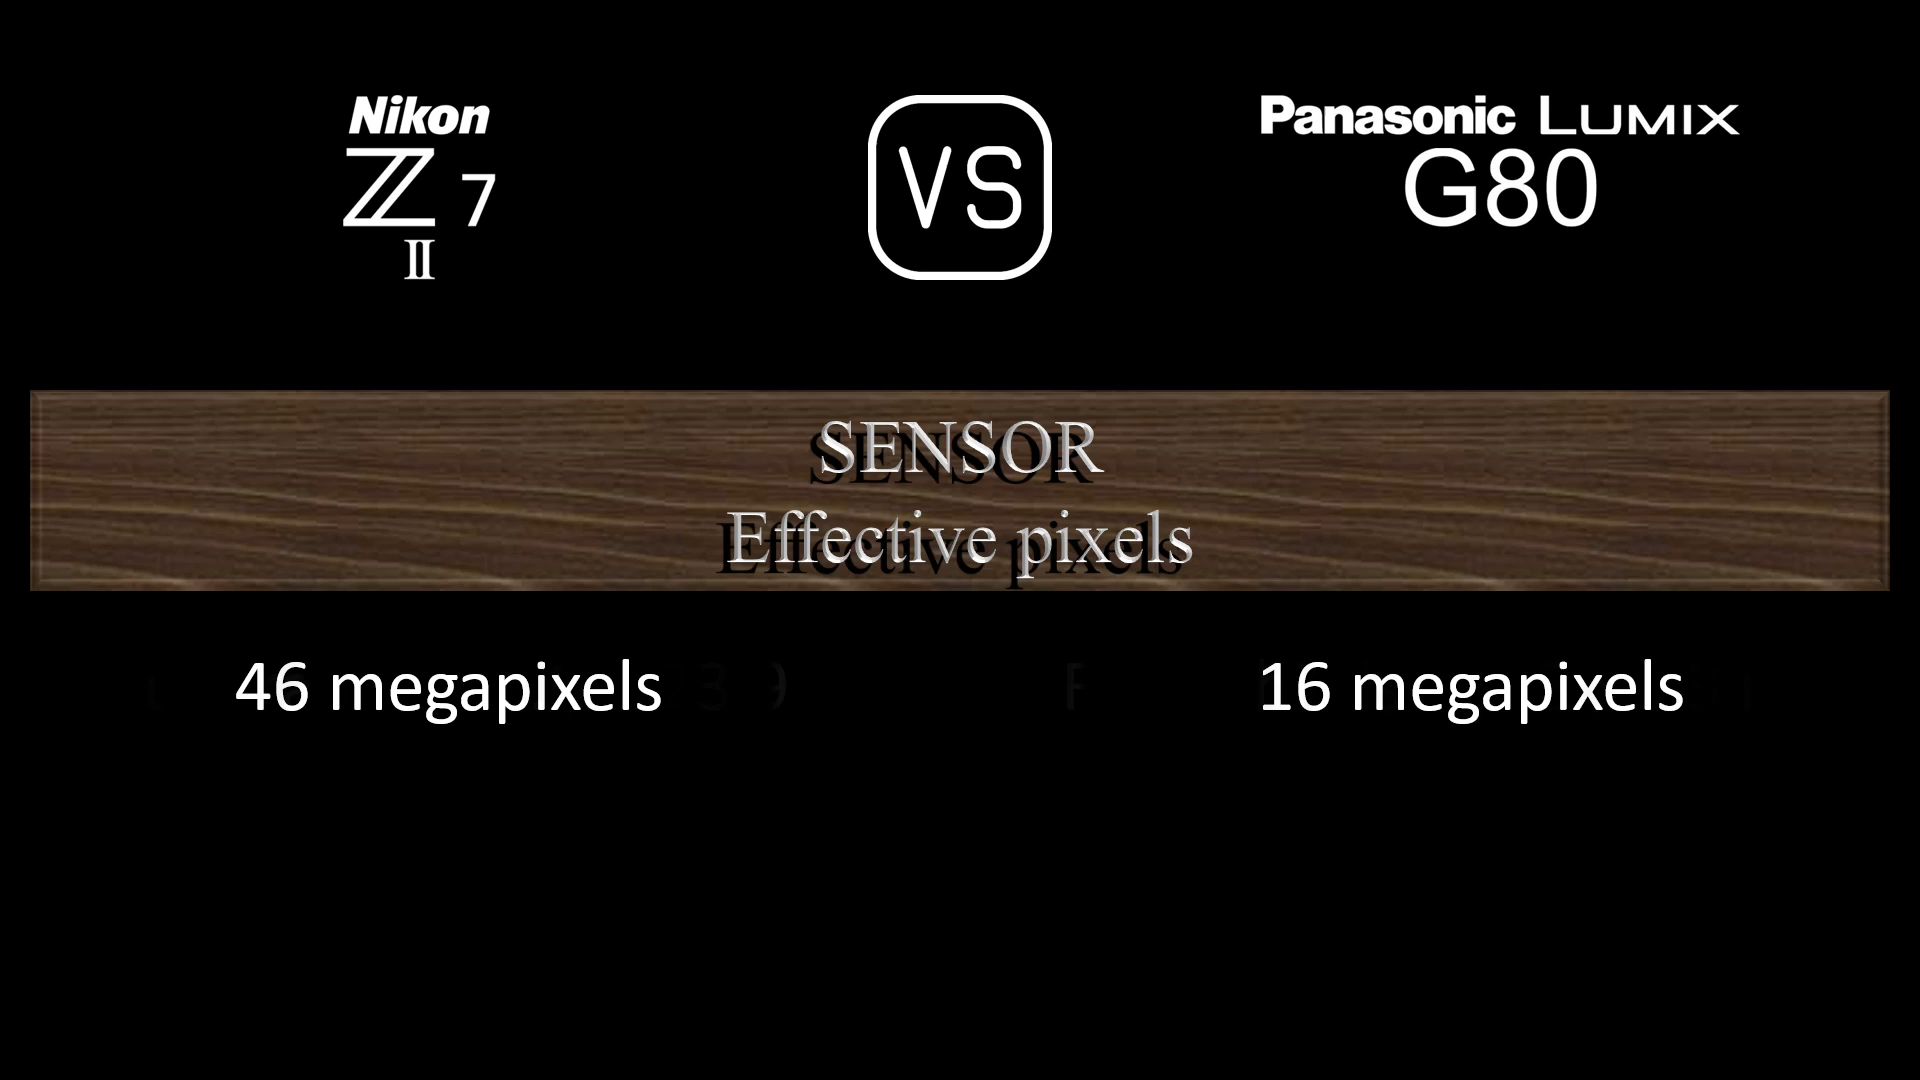 Nikon
Z 7
II
VS
Panasonic LUMIX
G80
SENSOR
Effective pixels
46 megapixels
16 megapixels